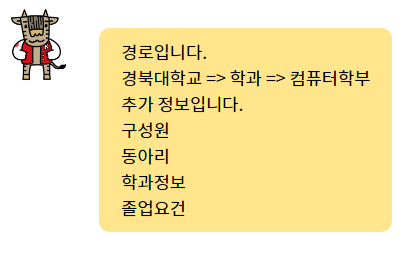 경로입니다.
경북대학교 => 학과 => 컴퓨터학부
추가 정보입니다.
구성원
동아리
학과정보
졸업요건